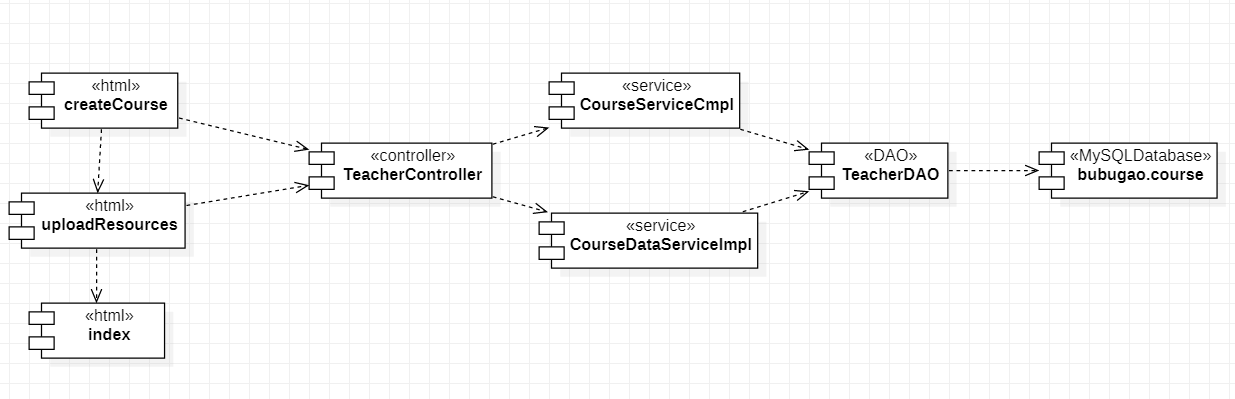 «html»
createCourse
«html»
uploadResources
«html»
index
«controller»
TeacherController
«service»
CourseServiceCmpl
«service»
CourseDataServiceImpl
«DAO»
TeacherDAO
«MySQLDatabase»
bubugao.course